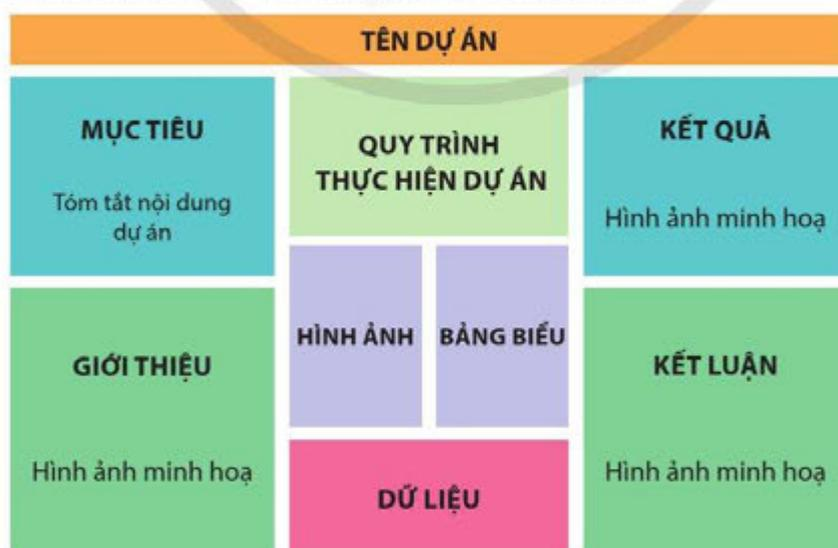 TÊN DỰ ÁN
MỤC TIÊU
Tóm tắt nội dung
dự án
GIỚI THIỆU
Hình ảnh minh hoạ
QUY TRÌNH
THỰC HIỆN DỰ ÁN
HÌNH ẢNH
BẢNG BIỂU
DỮ LIỆU
KẾT QUẢ
Hình ảnh minh hoạ
KẾT LUẬN
Hình ảnh minh hoạ